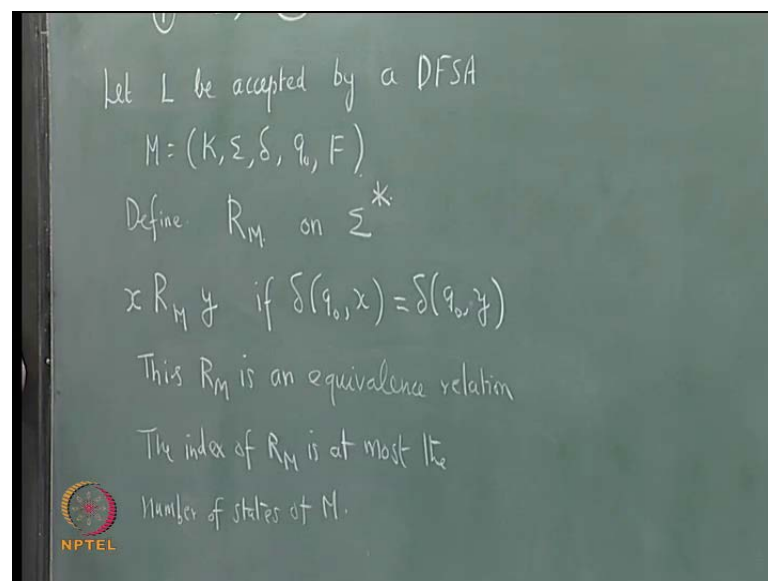 ①
Let L be accepted by a DFSA
M = (K, Σ, δ, q₀, F)
Define R_M on Σ*
x R_M y if δ(q₀, x) = δ(q₀, y)
This R_M is an equivalence relation
The index of R_M is at most the
number of states of M.
NPTEL